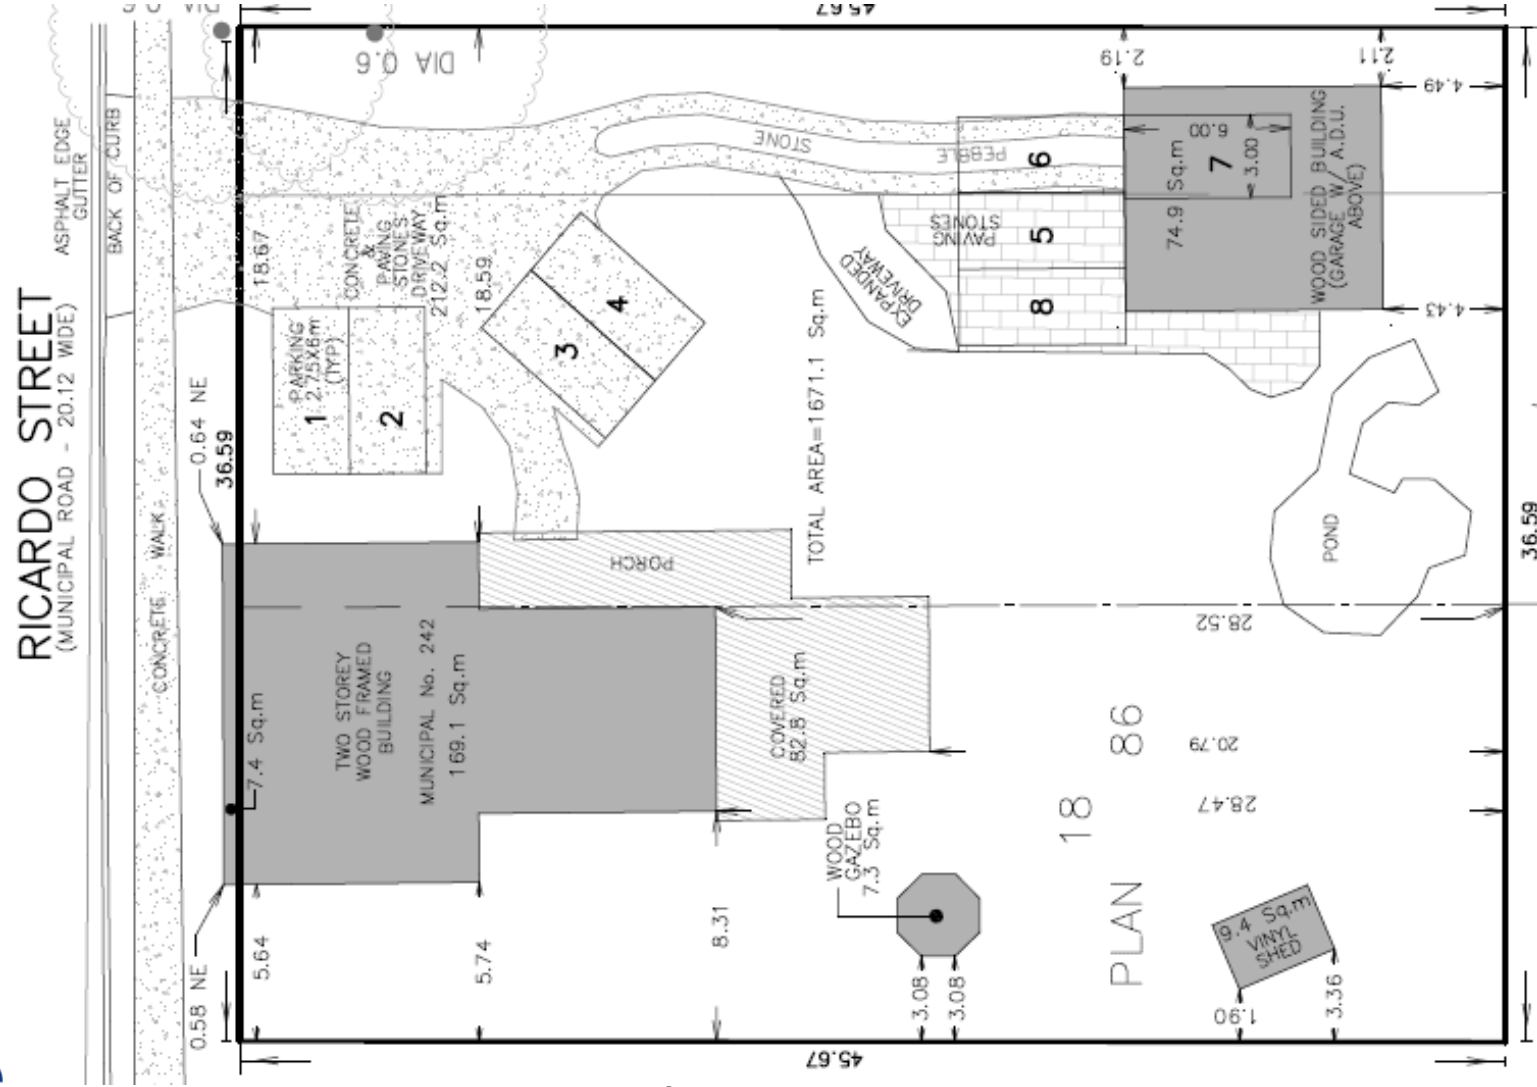 RICARDO STREET
(MUNICIPAL ROAD - 20.12 WIDE)
ASPHALT EDGE
GUTTER
BACK OF CURB
CONCRETE WALK
45.67
DIA 0.6
DIA 0.6
2.19
2.11
4.49
4.43
18.67
18.59
CONCRETE
&
PAVING
STONES
DRIVEWAY
212.2 Sq.m
PARKING
2.75X6m
(TYP)
1
2
3
4
5
6
7
8
STONE
PEBBLE
PAVING
STONES
EXPANDED
DRIVEWAY
6.00
3.00
74.9 Sq.m
WOOD SIDED BUILDING
(GARAGE W/ A.D.U.
ABOVE)
TOTAL AREA=1671.1 Sq.m
0.64 NE
36.59
36.59
POND
PORCH
28.52
TWO STOREY
WOOD FRAMED
BUILDING
MUNICIPAL No. 242
169.1 Sq.m
7.4 Sq.m
COVERED
82.8 Sq.m
20.79
28.47
WOOD
GAZEBO
7.3 Sq.m
PLAN 18 86
9.4 Sq.m
VINYL
SHED
0.58 NE
5.64
5.74
8.31
3.08
3.08
1.90
3.36
45.67